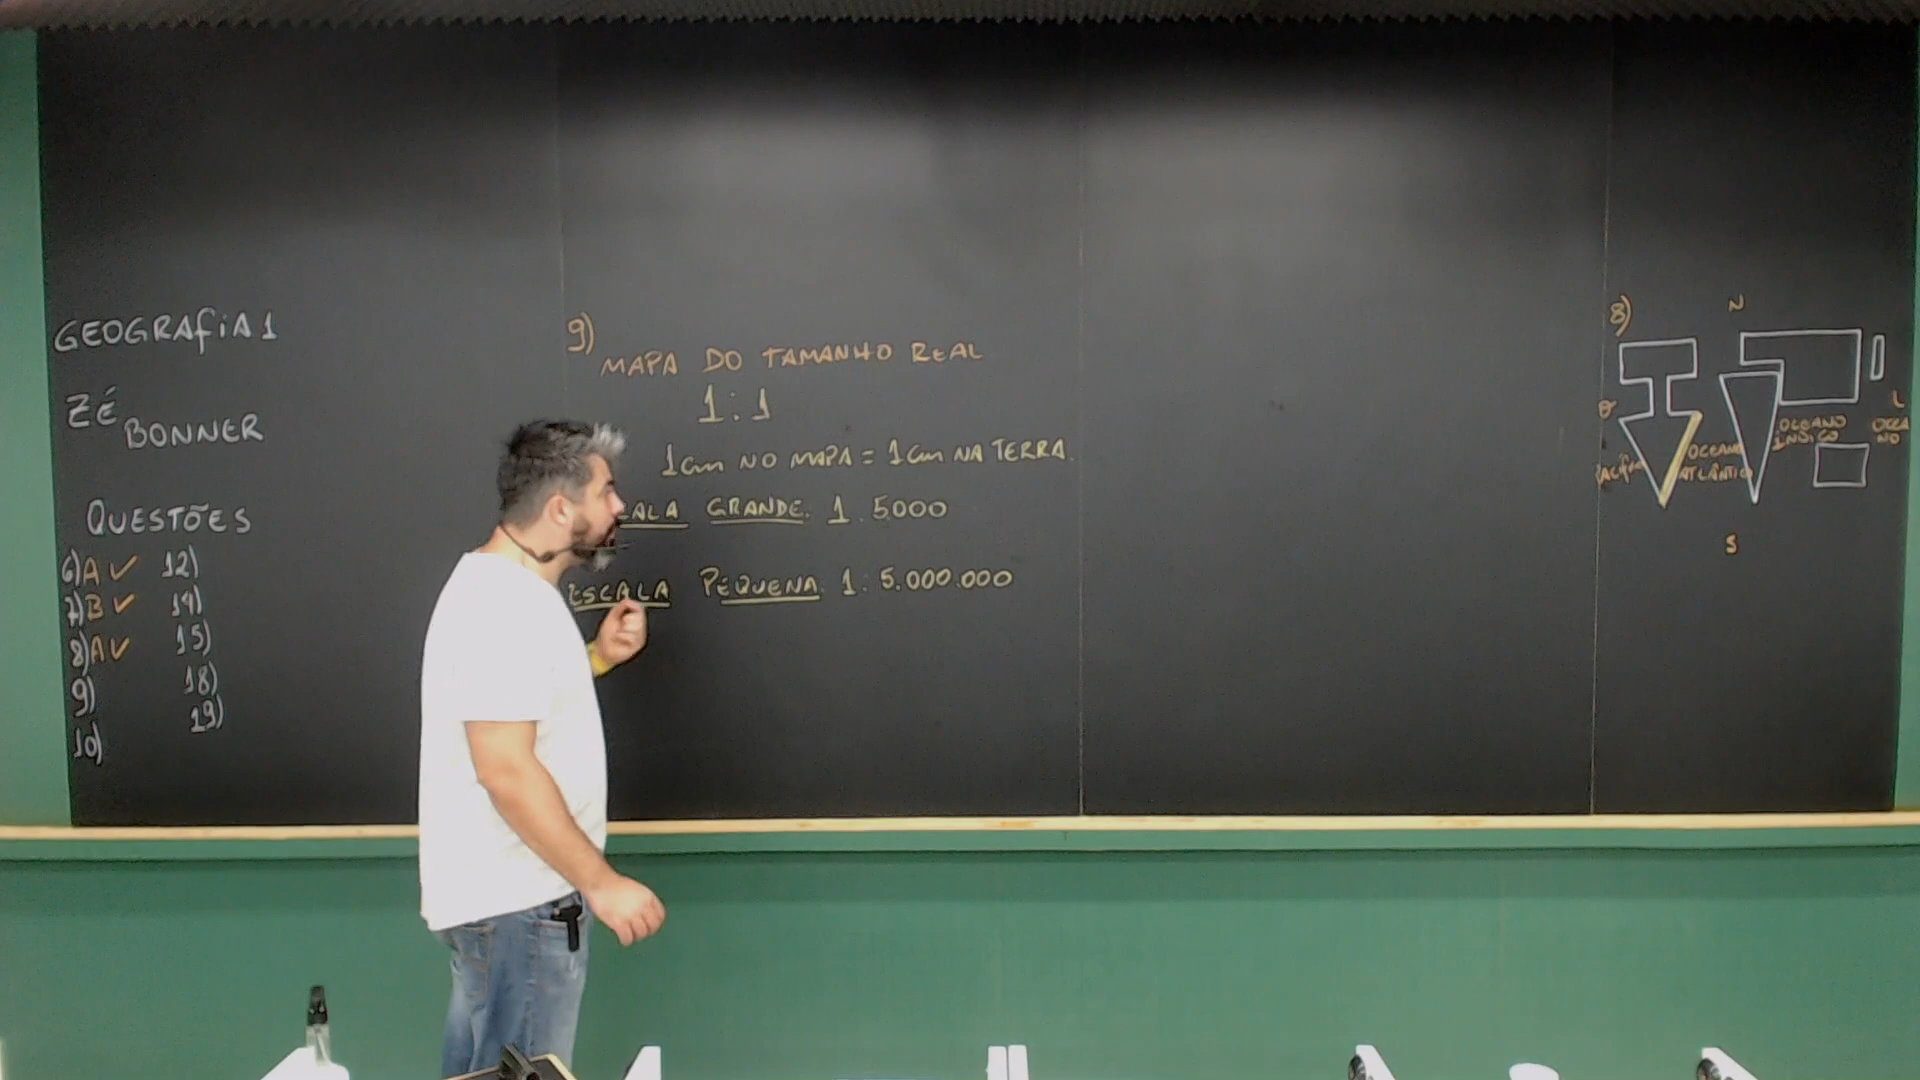 GEOGRAFIA 1
ZÉ
BONNER
QUESTÕES
6)A ✓ 12)
7)B ✓ 14)
8)A ✓ 15)
9) 18)
10) 19)
9)
MAPA DO TAMANHO REAL
1:1
1cm NO MAPA = 1cm NA TERRA.
GRANDE. 1. 5000
ESCALA PEQUENA. 1: 5.000.000
8)
N
O
L
OCEANO
ATLÂNTICO
OCEANO
ÍNDICO
OCEA
NO
S